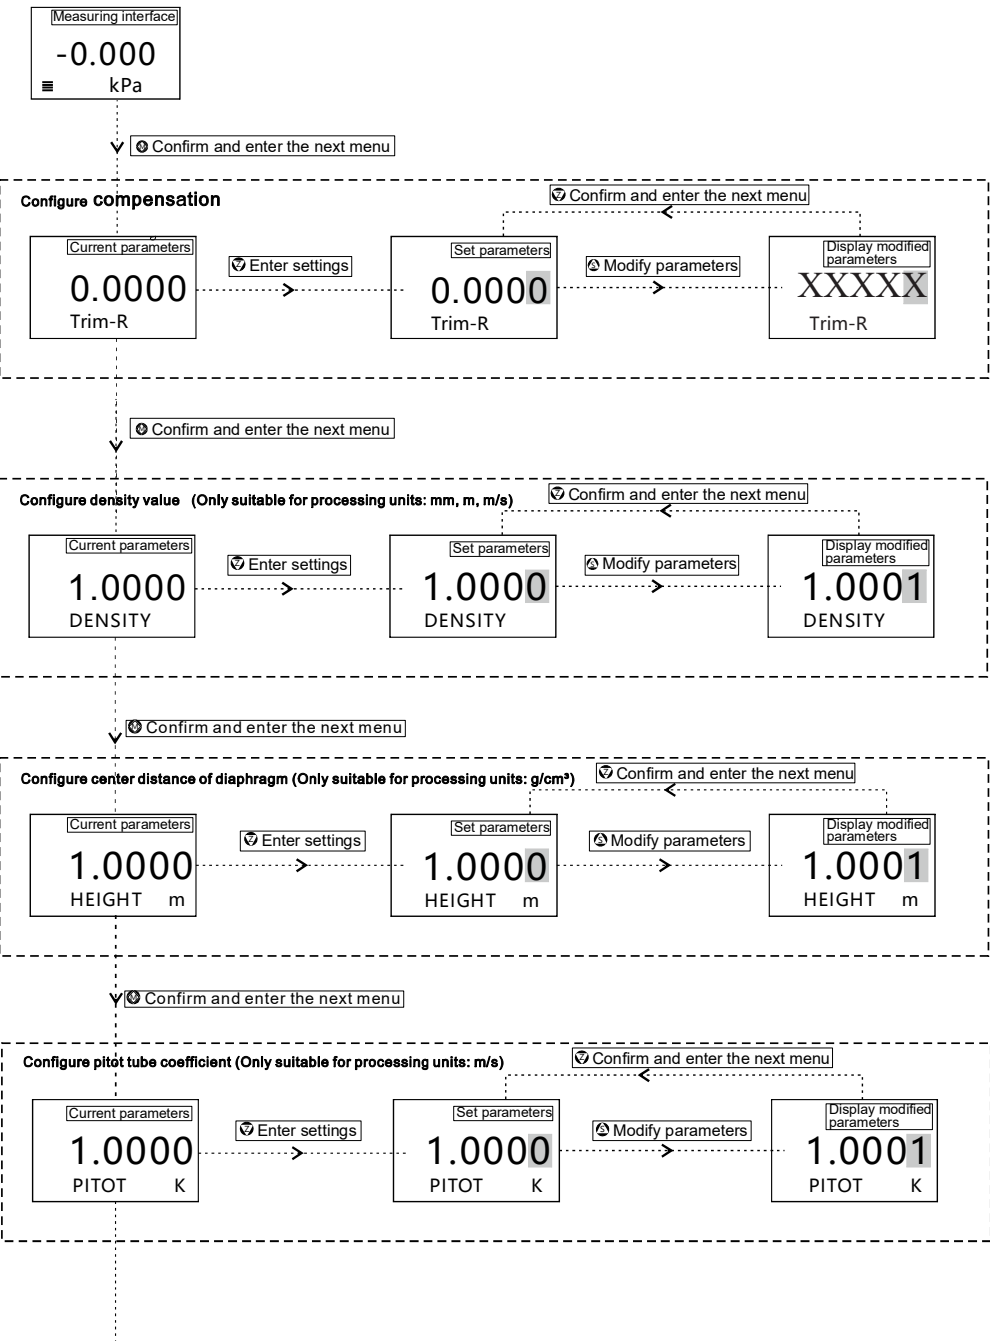 Measuring interface
-0.000
kPa
Ⓜ Confirm and enter the next menu
Configure compensation
Ⓩ Confirm and enter the next menu
Current parameters
0.0000
Trim-R
Ⓩ Enter settings
Set parameters
0.0000
Trim-R
Ⓢ Modify parameters
Display modified
parameters
XXXXX
Trim-R
Ⓜ Confirm and enter the next menu
Configure density value (Only suitable for processing units: mm, m, m/s)
Ⓩ Confirm and enter the next menu
Current parameters
1.0000
DENSITY
Ⓩ Enter settings
Set parameters
1.0000
DENSITY
Ⓢ Modify parameters
Display modified
parameters
1.0001
DENSITY
Ⓜ Confirm and enter the next menu
Configure center distance of diaphragm (Only suitable for processing units: g/cm³)
Ⓩ Confirm and enter the next menu
Current parameters
1.0000
HEIGHT m
Ⓩ Enter settings
Set parameters
1.0000
HEIGHT m
Ⓢ Modify parameters
Display modified
parameters
1.0001
HEIGHT m
Ⓜ Confirm and enter the next menu
Configure pitot tube coefficient (Only suitable for processing units: m/s)
Ⓩ Confirm and enter the next menu
Current parameters
1.0000
PITOT K
Ⓩ Enter settings
Set parameters
1.0000
PITOT K
Ⓢ Modify parameters
Display modified
parameters
1.0001
PITOT K